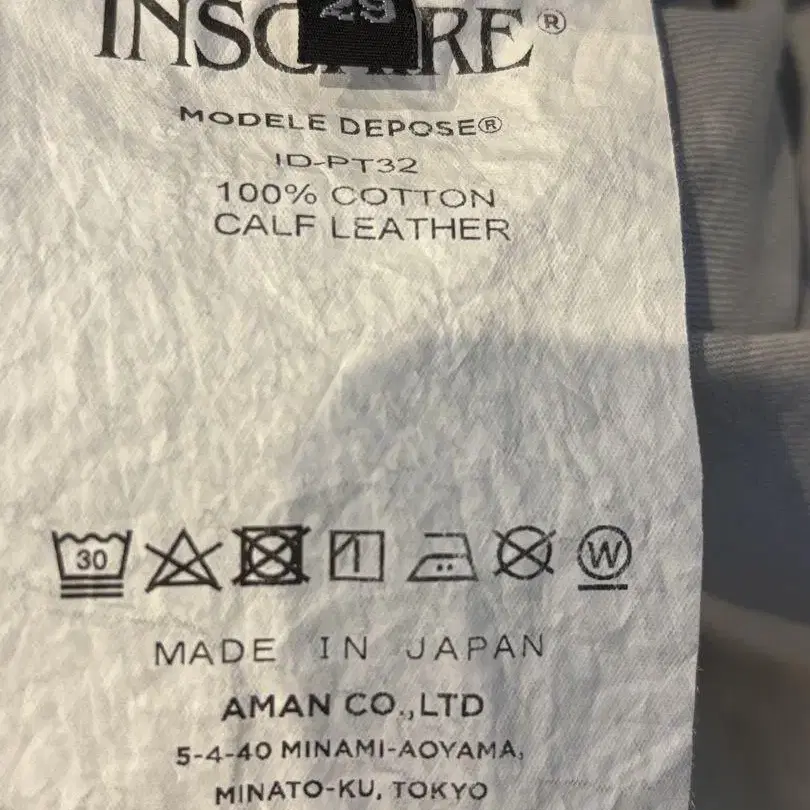 29
MODELE DEPOSE®
ID-PT32
100% COTTON
CALF LEATHER
30 W
MADE IN JAPAN
AMAN CO.,LTD
5-4-40 MINAMI-AOYAMA,
MINATO-KU, TOKYO